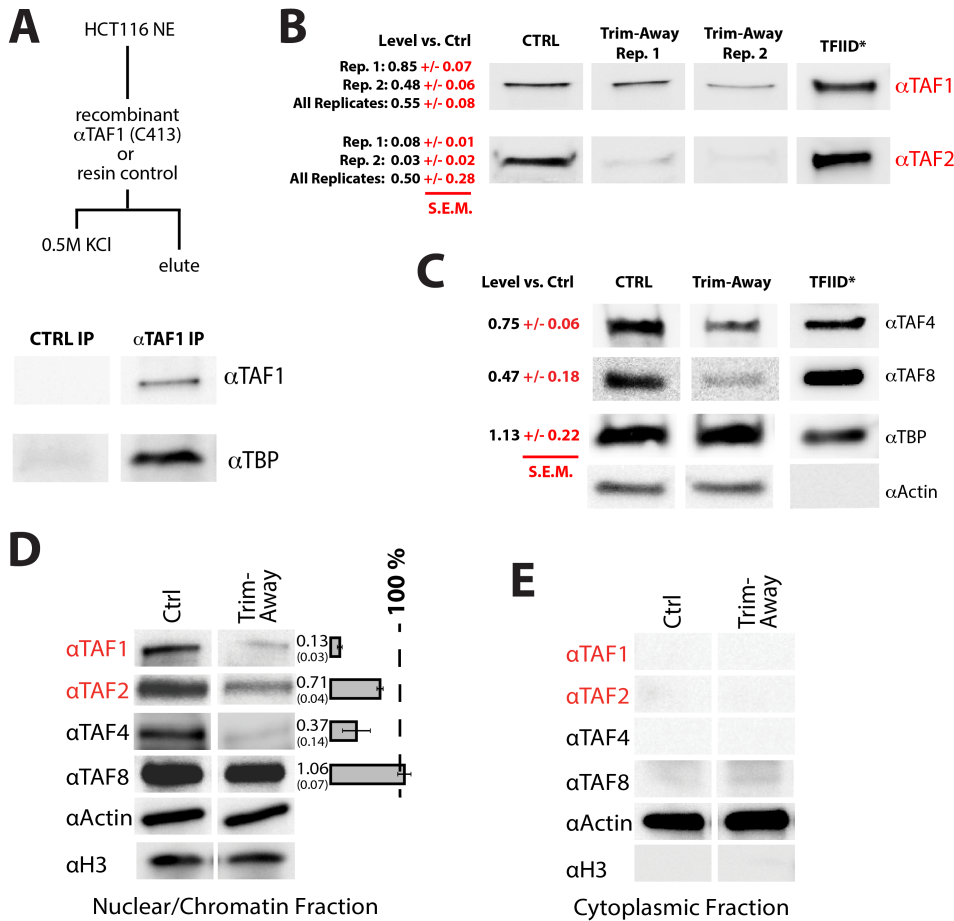 A
HCT116 NE
recombinant
αTAF1 (C413)
or
resin control
0.5M KCl
elute
CTRL IP
αTAF1 IP
αTAF1
αTBP
B
Level vs. Ctrl
CTRL
Trim-Away
Rep. 1
Trim-Away
Rep. 2
TFIID*
Rep. 1: 0.85 +/- 0.07
Rep. 2: 0.48 +/- 0.06
All Replicates: 0.55 +/- 0.08
αTAF1
Rep. 1: 0.08 +/- 0.01
Rep. 2: 0.03 +/- 0.02
All Replicates: 0.50 +/- 0.28
S.E.M.
αTAF2
C
Level vs. Ctrl
CTRL
Trim-Away
TFIID*
0.75 +/- 0.06
αTAF4
0.47 +/- 0.18
αTAF8
1.13 +/- 0.22
αTBP
S.E.M.
αActin
D
Ctrl
Trim-
Away
100 %
αTAF1
0.13
(0.03)
αTAF2
0.71
(0.04)
αTAF4
0.37
(0.14)
αTAF8
1.06
(0.07)
αActin
αH3
Nuclear/Chromatin Fraction
E
Ctrl
Trim-
Away
αTAF1
αTAF2
αTAF4
αTAF8
αActin
αH3
Cytoplasmic Fraction